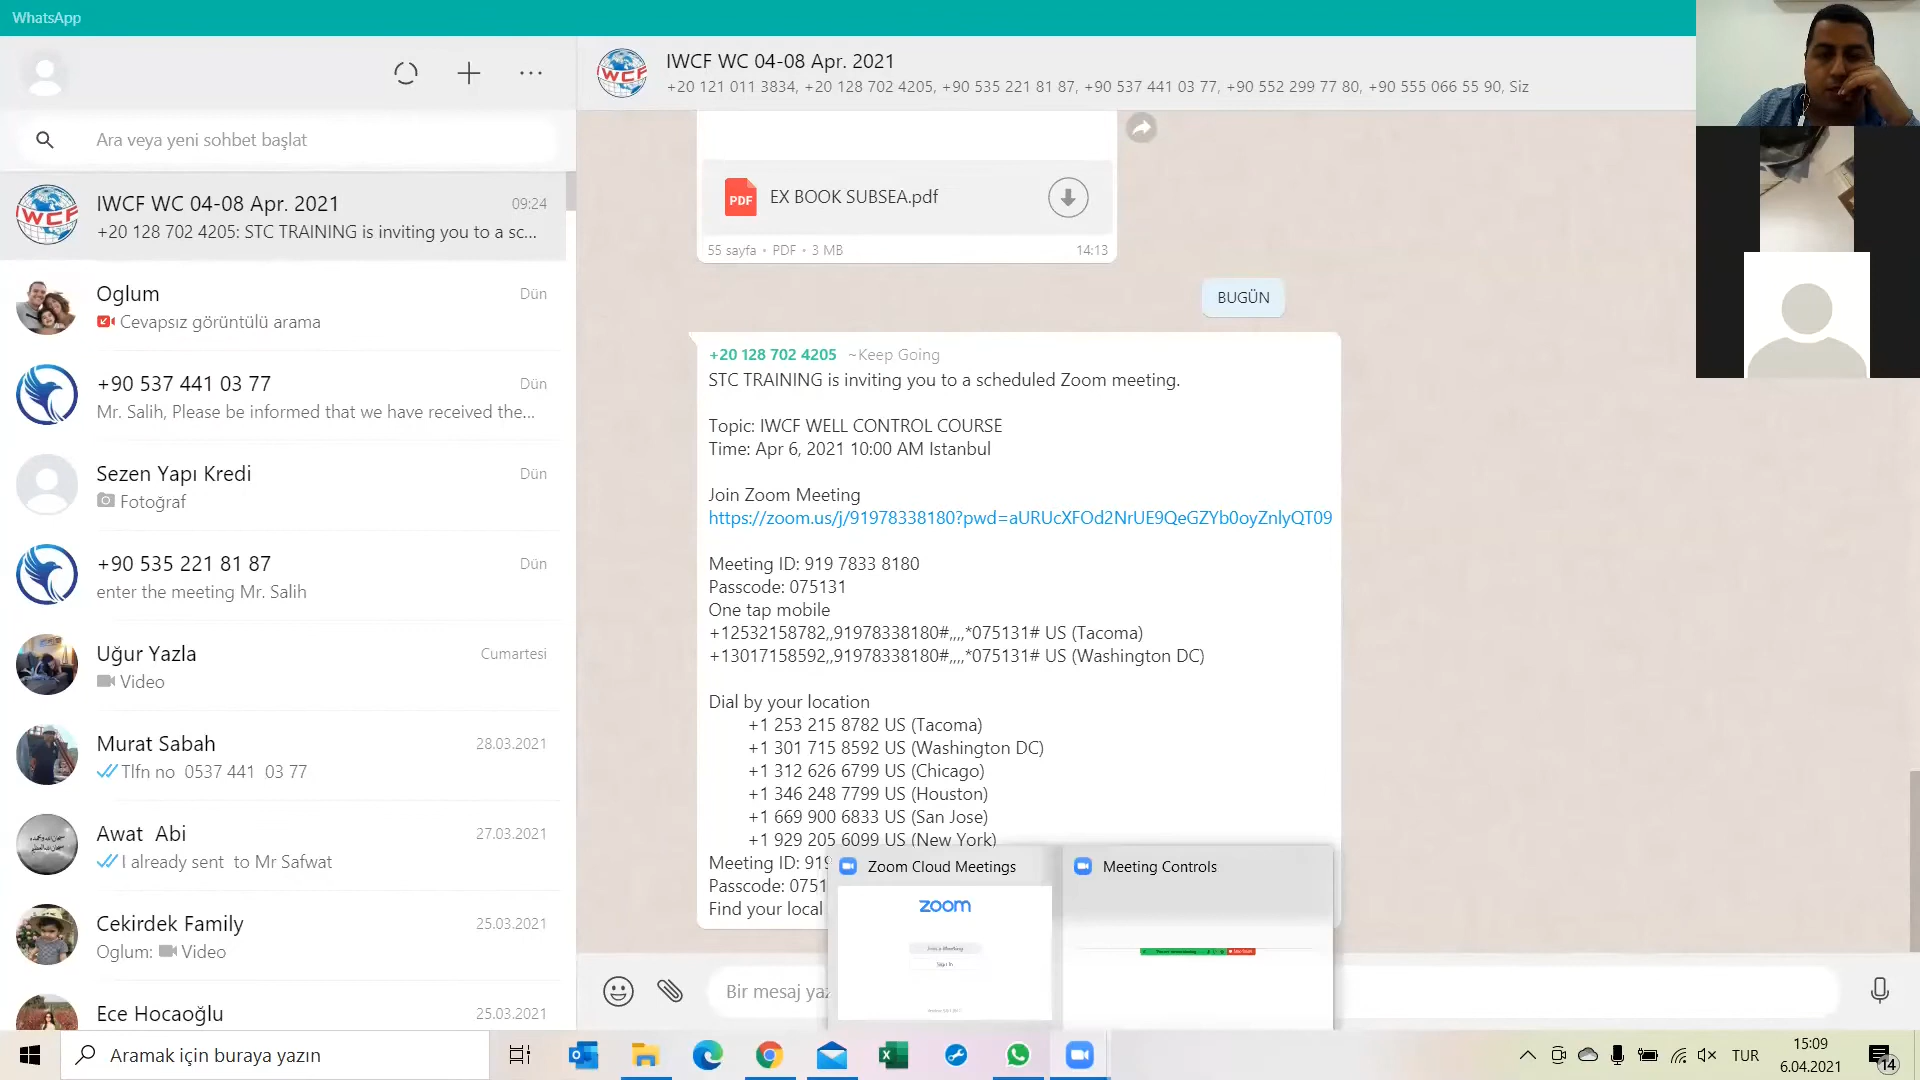 WhatsApp
Ara veya yeni sohbet başlat
IWCF WC 04-08 Apr. 2021
09:24
+20 128 702 4205: STC TRAINING is inviting you to a sc...
Oglum
Dün
Cevapsız görüntülü arama
+90 537 441 03 77
Dün
Mr. Salih, Please be informed that we have received the...
Sezen Yapı Kredi
Dün
Fotoğraf
+90 535 221 81 87
Dün
enter the meeting Mr. Salih
Uğur Yazla
Cumartesi
Video
Murat Sabah
28.03.2021
Tlfn no 0537 441 03 77
Awat Abi
27.03.2021
I already sent to Mr Safwat
Cekirdek Family
25.03.2021
Oglum: Video
Ece Hocaoğlu
25.03.2021
IWCF WC 04-08 Apr. 2021
+20 121 011 3834, +20 128 702 4205, +90 535 221 81 87, +90 537 441 03 77, +90 552 299 77 80, +90 555 066 55 90, Siz
PDF
EX BOOK SUBSEA.pdf
55 sayfa • PDF • 3 MB
14:13
BUGÜN
+20 128 702 4205 ~Keep Going
STC TRAINING is inviting you to a scheduled Zoom meeting.
Topic: IWCF WELL CONTROL COURSE
Time: Apr 6, 2021 10:00 AM Istanbul
Join Zoom Meeting
https://zoom.us/j/91978338180?pwd=aURUcXFOd2NrUE9QeGZYb0oyZnlyQT09
Meeting ID: 919 7833 8180
Passcode: 075131
One tap mobile
+12532158782,,91978338180#,,,,*075131# US (Tacoma)
+13017158592,,91978338180#,,,,*075131# US (Washington DC)
Dial by your location
+1 253 215 8782 US (Tacoma)
+1 301 715 8592 US (Washington DC)
+1 312 626 6799 US (Chicago)
+1 346 248 7799 US (Houston)
+1 669 900 6833 US (San Jose)
+1 929 205 6099 US (New York)
Meeting ID: 919
Passcode: 0751
Find your local
Zoom Cloud Meetings
zoom
Join a Meeting
Sign In
Meeting Controls
Bir mesaj yaz
Aramak için buraya yazın
TUR
15:09
6.04.2021
14